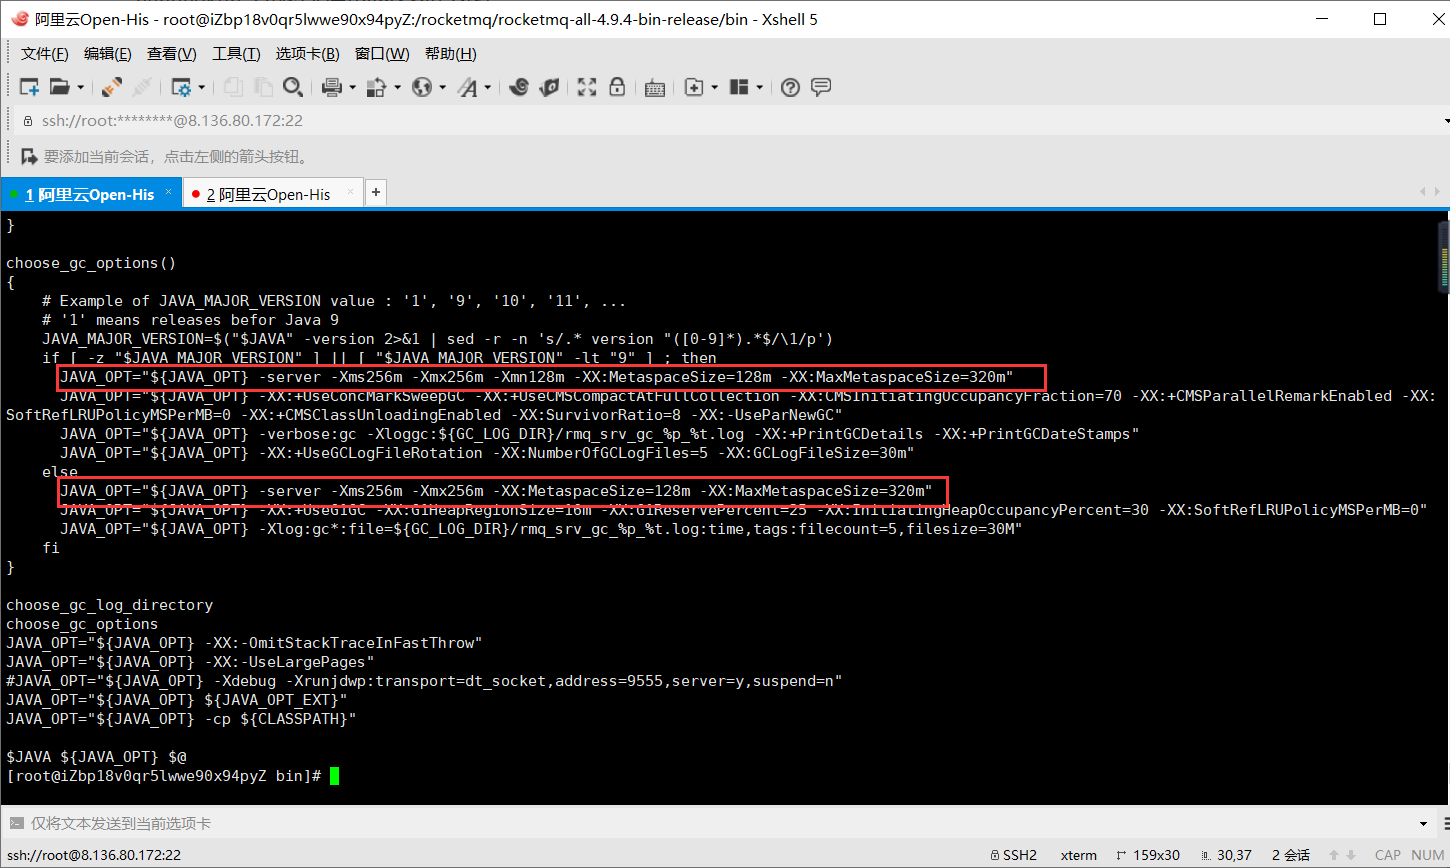 阿里云Open-His - root@iZbp18v0qr5lwwe90x94pyZ:/rocketmq/rocketmq-all-4.9.4-bin-release/bin - Xshell 5
文件(F) 编辑(E) 查看(V) 工具(T) 选项卡(B) 窗口(W) 帮助(H)
ssh://root:********@8.136.80.172:22
要添加当前会话，点击左侧的箭头按钮。
1 阿里云Open-His × 2 阿里云Open-His × +
}
choose_gc_options()
{
    # Example of JAVA_MAJOR_VERSION value : '1', '9', '10', '11', ...
    # '1' means releases befor Java 9
    JAVA_MAJOR_VERSION=$("$JAVA" -version 2>&1 | sed -r -n 's/.* version "([0-9]*).*$/\1/p')
    if [ -z "$JAVA_MAJOR_VERSION" ] || [ "$JAVA_MAJOR_VERSION" -lt "9" ] ; then
      JAVA_OPT="${JAVA_OPT} -server -Xms256m -Xmx256m -Xmn128m -XX:MetaspaceSize=128m -XX:MaxMetaspaceSize=320m"
      JAVA_OPT="${JAVA_OPT} -XX:+UseConcMarkSweepGC -XX:+UseCMSCompactAtFullCollection -XX:CMSInitiatingOccupancyFraction=70 -XX:+CMSParallelRemarkEnabled -XX:
SoftRefLRUPolicyMSPerMB=0 -XX:+CMSClassUnloadingEnabled -XX:SurvivorRatio=8 -XX:-UseParNewGC"
      JAVA_OPT="${JAVA_OPT} -verbose:gc -Xloggc:${GC_LOG_DIR}/rmq_srv_gc_%p_%t.log -XX:+PrintGCDetails -XX:+PrintGCDateStamps"
      JAVA_OPT="${JAVA_OPT} -XX:+UseGCLogFileRotation -XX:NumberOfGCLogFiles=5 -XX:GCLogFileSize=30m"
    else
      JAVA_OPT="${JAVA_OPT} -server -Xms256m -Xmx256m -XX:MetaspaceSize=128m -XX:MaxMetaspaceSize=320m"
      JAVA_OPT="${JAVA_OPT} -XX:+UseG1GC -XX:G1HeapRegionSize=16m -XX:G1ReservePercent=25 -XX:InitiatingHeapOccupancyPercent=30 -XX:SoftRefLRUPolicyMSPerMB=0"
      JAVA_OPT="${JAVA_OPT} -Xlog:gc*:file=${GC_LOG_DIR}/rmq_srv_gc_%p_%t.log:time,tags:filecount=5,filesize=30M"
    fi
}
choose_gc_log_directory
choose_gc_options
JAVA_OPT="${JAVA_OPT} -XX:-OmitStackTraceInFastThrow"
JAVA_OPT="${JAVA_OPT} -XX:-UseLargePages"
#JAVA_OPT="${JAVA_OPT} -Xdebug -Xrunjdwp:transport=dt_socket,address=9555,server=y,suspend=n"
JAVA_OPT="${JAVA_OPT} ${JAVA_OPT_EXT}"
JAVA_OPT="${JAVA_OPT} -cp ${CLASSPATH}"
$JAVA ${JAVA_OPT} $@
[root@iZbp18v0qr5lwwe90x94pyZ bin]#
仅将文本发送到当前选项卡
ssh://root@8.136.80.172:22 SSH2 xterm 159x30 30,37 2 会话 CAP NUM